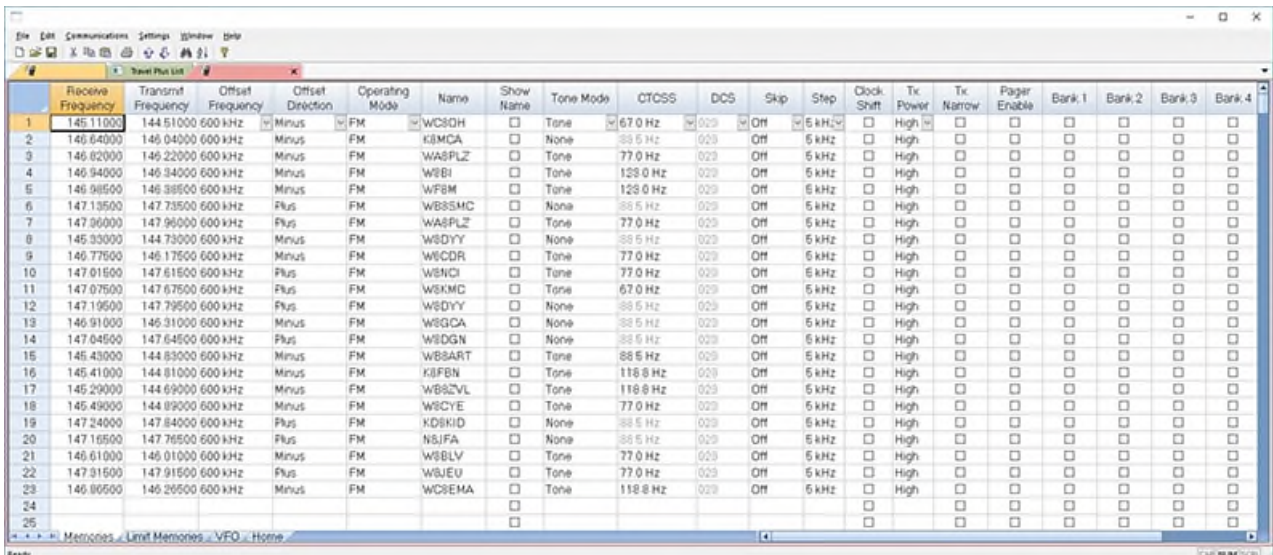 File Edit Communications Settings Window Help
Travel Plus List
Receive Frequency Transmit Frequency Offset Frequency Offset Direction Operating Mode Name Show Name Tone Mode CTCSS DCS Skip Step Clock Shift Tx Power Tx Narrow Pager Enable Bank 1 Bank 2 Bank 3 Bank 4
1 145.11000 144.51000 600 kHz Minus FM WC8OH Tone 67.0 Hz 023 Off 5 kHz High
2 146.64000 146.04000 600 kHz Minus FM K8MCA None 88.5 Hz 023 Off 5 kHz High
3 146.82000 146.22000 600 kHz Minus FM WA8PLZ Tone 77.0 Hz 023 Off 5 kHz High
4 146.94000 146.34000 600 kHz Minus FM W8BI Tone 123.0 Hz 023 Off 5 kHz High
5 146.98500 146.38500 600 kHz Minus FM WF8M Tone 123.0 Hz 023 Off 5 kHz High
6 147.13500 147.73500 600 kHz Plus FM WB8SMC None 88.5 Hz 023 Off 5 kHz High
7 147.96000 600 kHz Plus FM WA8PLZ Tone 77.0 Hz 023 Off 5 kHz High
8 145.33000 144.73000 600 kHz Minus FM W8DYY None 88.5 Hz 023 Off 5 kHz High
9 146.77500 146.17500 600 kHz Minus FM W8CDR Tone 77.0 Hz 023 Off 5 kHz High
10 147.01500 147.61500 600 kHz Plus FM W8NCI Tone 77.0 Hz 023 Off 5 kHz High
11 147.07500 147.67500 600 kHz Plus FM W8KMC Tone 67.0 Hz 023 Off 5 kHz High
12 147.19500 147.79500 600 kHz Plus FM W8DYY None 88.5 Hz 023 Off 5 kHz High
13 146.91000 146.31000 600 kHz Minus FM W8GCA None 88.5 Hz 023 Off 5 kHz High
14 147.04500 147.64500 600 kHz Plus FM W8DGN None 88.5 Hz 023 Off 5 kHz High
15 145.43000 144.83000 600 kHz Minus FM WB8ART Tone 88.5 Hz 023 Off 5 kHz High
16 145.41000 144.81000 600 kHz Minus FM K8FBN Tone 118.8 Hz 023 Off 5 kHz High
17 145.29000 144.69000 600 kHz Minus FM WB8ZVL Tone 118.8 Hz 023 Off 5 kHz High
18 145.49000 144.89000 600 kHz Minus FM W8CYE Tone 77.0 Hz 023 Off 5 kHz High
19 147.24000 147.84000 600 kHz Plus FM KD8KID None 88.5 Hz 023 Off 5 kHz High
20 147.16500 147.76500 600 kHz Plus FM N8JFA None 88.5 Hz 023 Off 5 kHz High
21 146.61000 146.01000 600 kHz Minus FM W8BLV Tone 77.0 Hz 023 Off 5 kHz High
22 147.31500 147.91500 600 kHz Plus FM W8JEU Tone 77.0 Hz 023 Off 5 kHz High
23 146.86500 146.26500 600 kHz Minus FM WC8EMA Tone 118.8 Hz 023 Off 5 kHz High
24
25
Memories Limit Memories VFO Home
Ready NUM